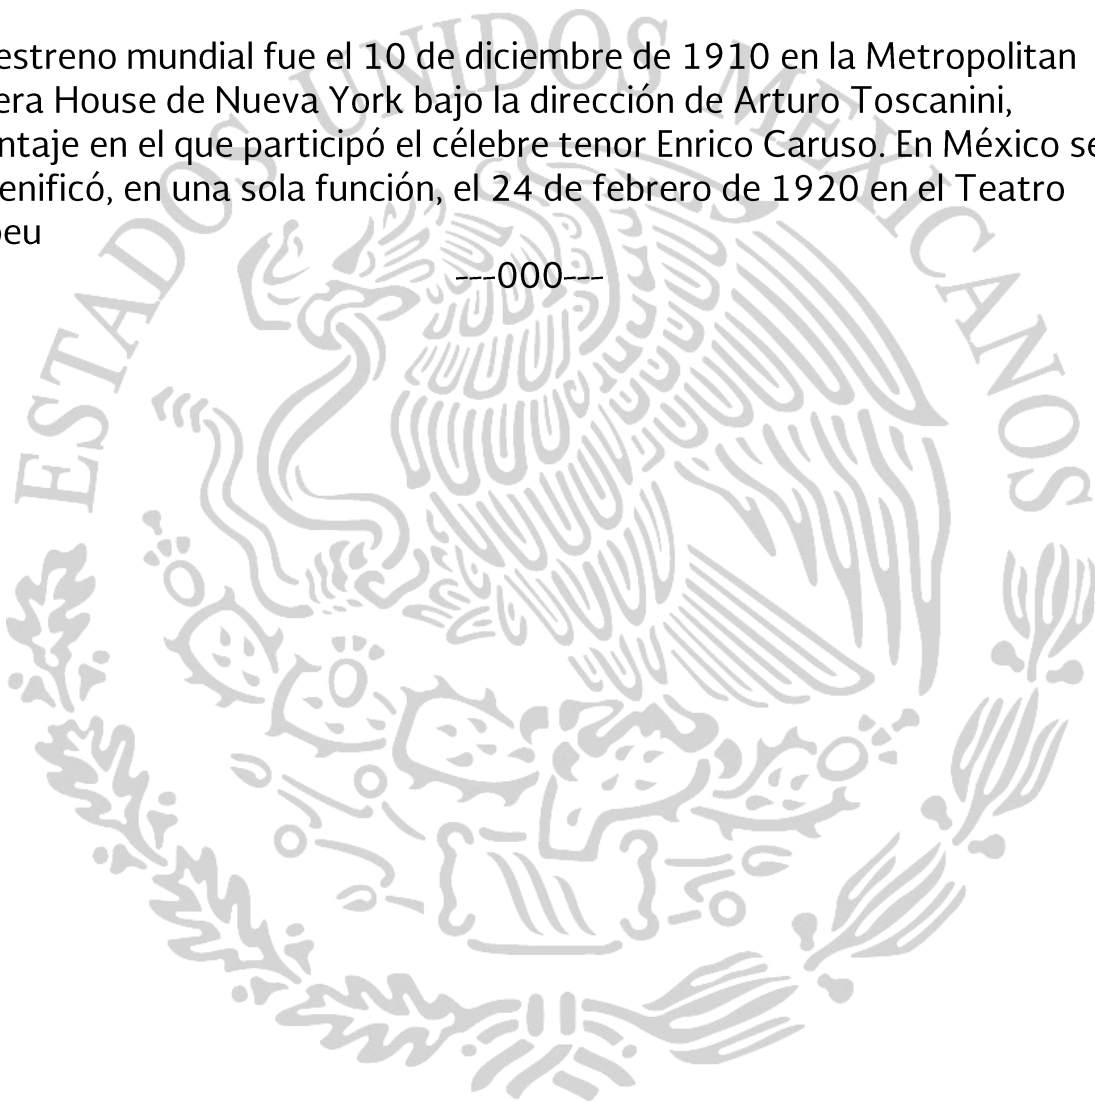 estreno mundial fue el 10 de diciembre de 1910 en la Metropolitan
era House de Nueva York bajo la dirección de Arturo Toscanini,
ntaje en el que participó el célebre tenor Enrico Caruso. En México se
enificó, en una sola función, el 24 de febrero de 1920 en el Teatro
beu
---000---
ESTADOS UNIDOS MEXICANOS